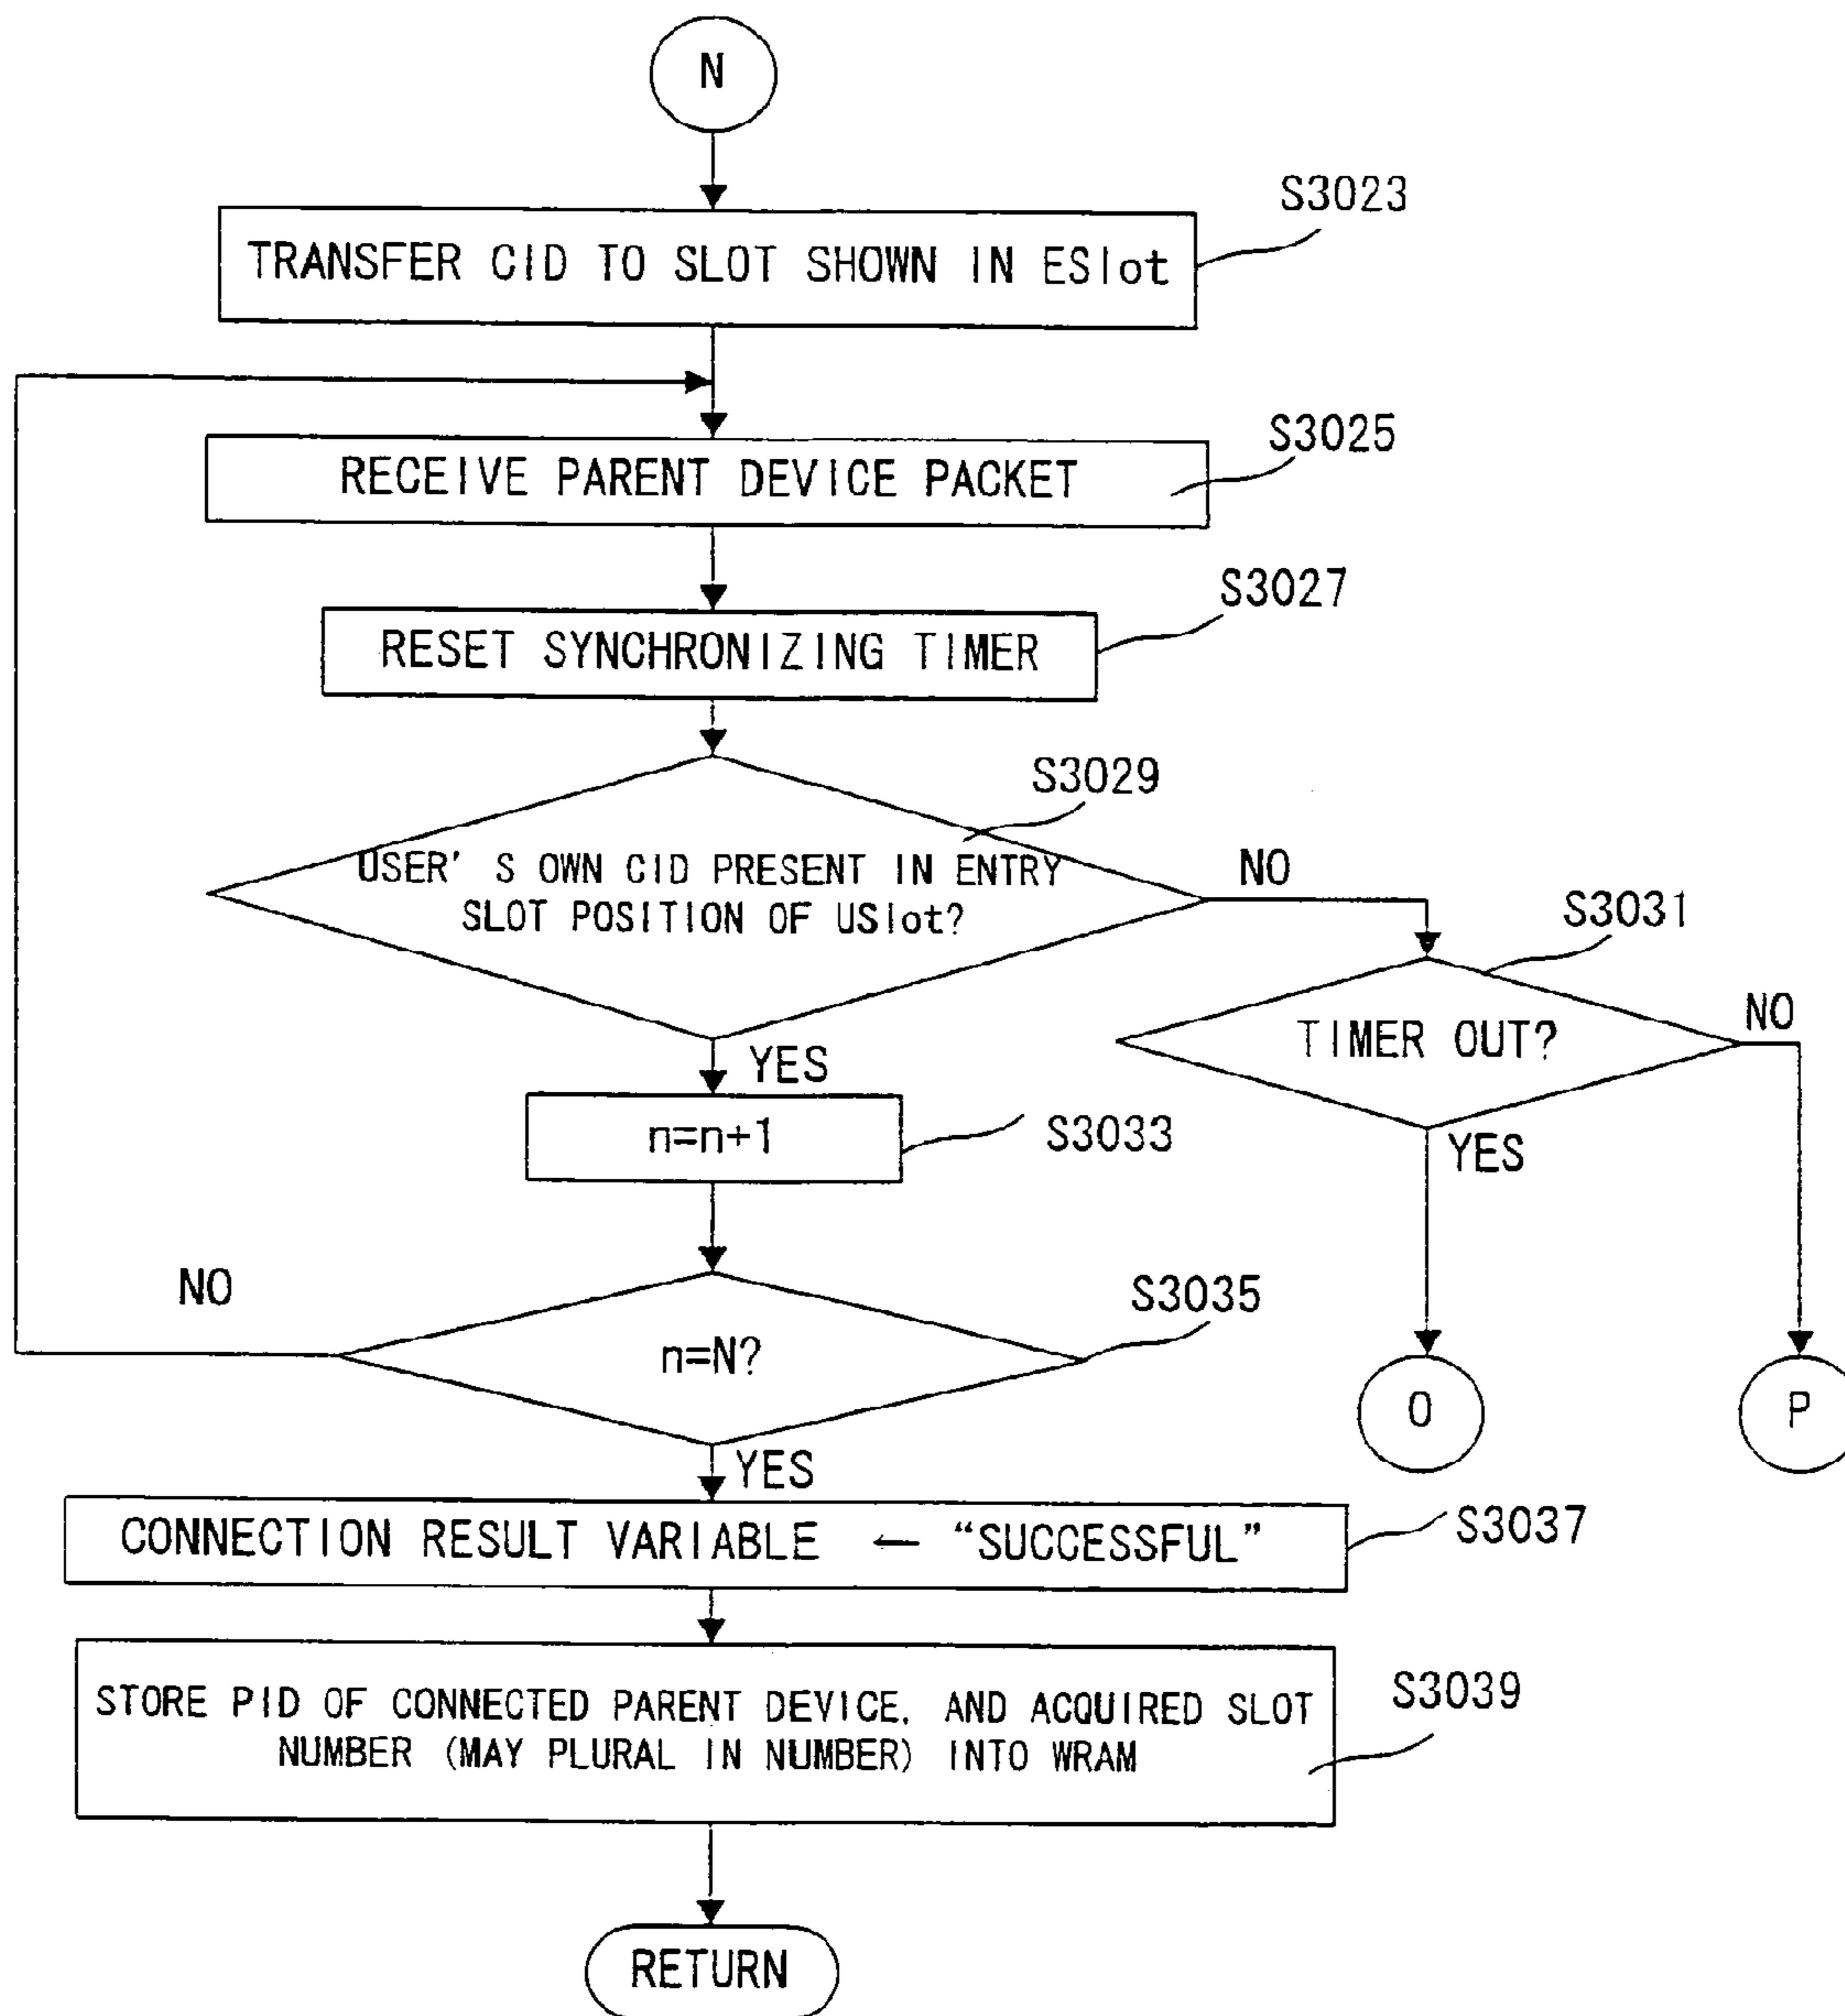 N
S3023
TRANSFER CID TO SLOT SHOWN IN ESlot
S3025
RECEIVE PARENT DEVICE PACKET
S3027
RESET SYNCHRONIZING TIMER
S3029
USER'S OWN CID PRESENT IN ENTRY
SLOT POSITION OF USlot?
NO
S3031
TIMER OUT?
NO
YES
YES
n=n+1
S3033
NO
S3035
n=N?
O
P
YES
CONNECTION RESULT VARIABLE ← “SUCCESSFUL”
S3037
STORE PID OF CONNECTED PARENT DEVICE, AND ACQUIRED SLOT
NUMBER (MAY PLURAL IN NUMBER) INTO WRAM
S3039
RETURN